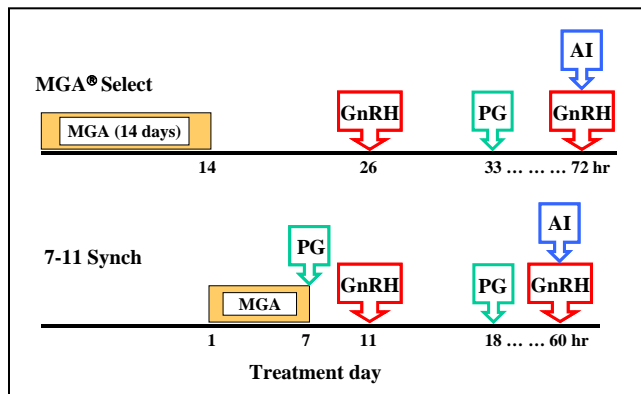 AI
MGA® Select
GnRH PG GnRH
MGA (14 days)
14 26 33 … … … 72 hr
AI
7-11 Synch
PG
GnRH PG GnRH
MGA
1 7 11 18 … … 60 hr
Treatment day